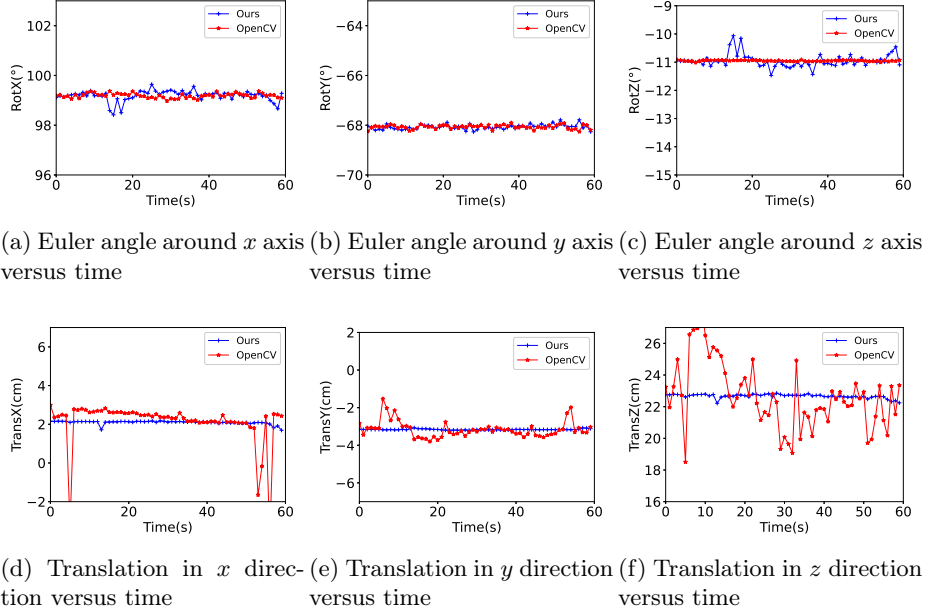 102
100
98
96
RotX(°)
Ours
OpenCV
0
20
40
60
Time(s)
−64
−66
−68
−70
RotY(°)
Ours
OpenCV
0
20
40
60
Time(s)
−9
−10
−11
−12
−13
−14
−15
RotZ(°)
Ours
OpenCV
0
20
40
60
Time(s)
(a) Euler angle around x axis
versus time
(b) Euler angle around y axis
versus time
(c) Euler angle around z axis
versus time
6
4
2
0
−2
TransX(cm)
Ours
OpenCV
0
20
40
60
Time(s)
2
0
−2
−4
−6
TransY(cm)
Ours
OpenCV
0
20
40
60
Time(s)
26
24
22
20
18
16
TransZ(cm)
Ours
OpenCV
0
10
20
30
40
50
60
Time(s)
(d) Translation in x direc-
tion versus time
(e) Translation in y direction
versus time
(f) Translation in z direction
versus time